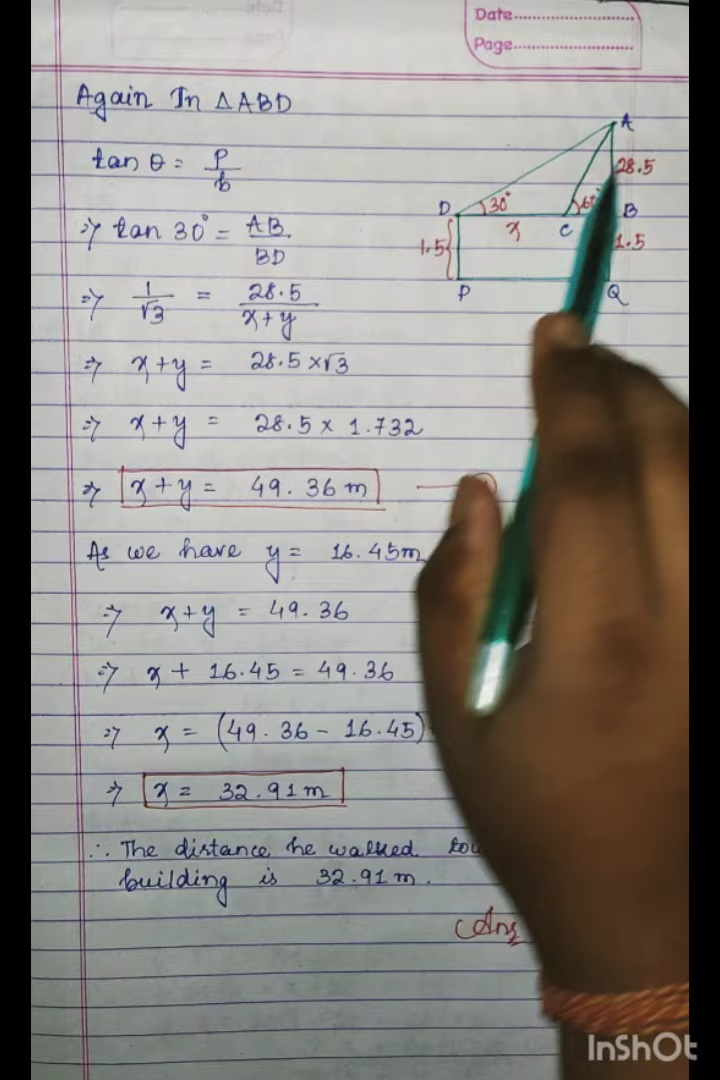 Date
Page
Again In △ABD
tan θ = P/b
⇒ tan 30° = AB/BD
⇒ 1/√3 = 28.5/x+y
⇒ x+y = 28.5 × √3
⇒ x+y = 28.5 × 1.732
⇒ x+y = 49.36 m
As we have y = 16.45m
⇒ x+y = 49.36
⇒ x + 16.45 = 49.36
⇒ x = (49.36 - 16.45)
⇒ x = 32.91 m
∴ The distance he walked
building is 32.91 m.
(Ans
A
28.5
D 30° B
x C
1.5 1.5
P Q
InShOt